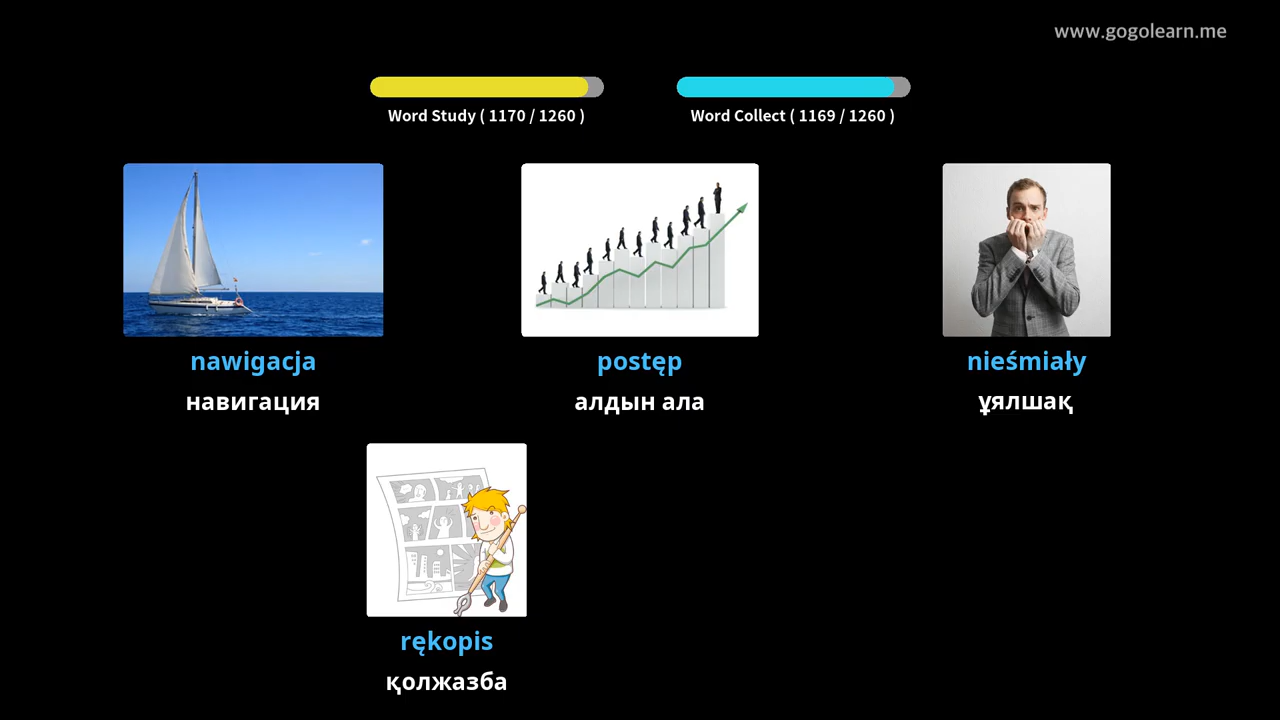 www.gogolearn.me
Word Study ( 1170 / 1260 )
Word Collect ( 1169 / 1260 )
nawigacja
навигация
postęp
алдын ала
nieśmiały
ұялшақ
rękopis
қолжазба